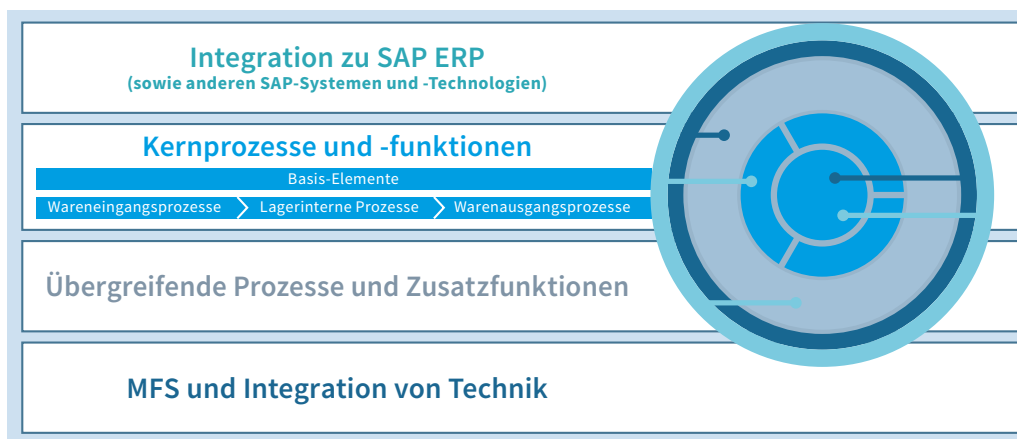 Integration zu SAP ERP
(sowie anderen SAP-Systemen und -Technologien)
Kernprozesse und -funktionen
Basis-Elemente
Wareneingangsprozesse Lagerinterne Prozesse Warenausgangsprozesse
Übergreifende Prozesse und Zusatzfunktionen
MFS und Integration von Technik